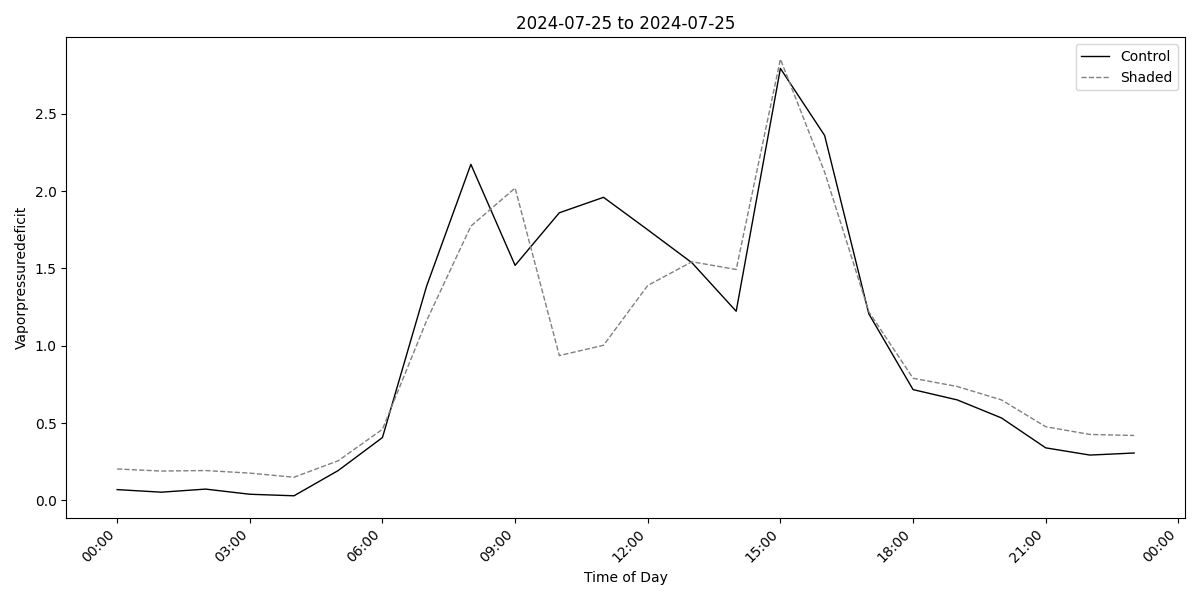 2024-07-25 to 2024-07-25
Control
Shaded
Vaporpressuredeficit
2.5
2.0
1.5
1.0
0.5
0.0
00:00 03:00 06:00 09:00 12:00 15:00 18:00 21:00 00:00
Time of Day